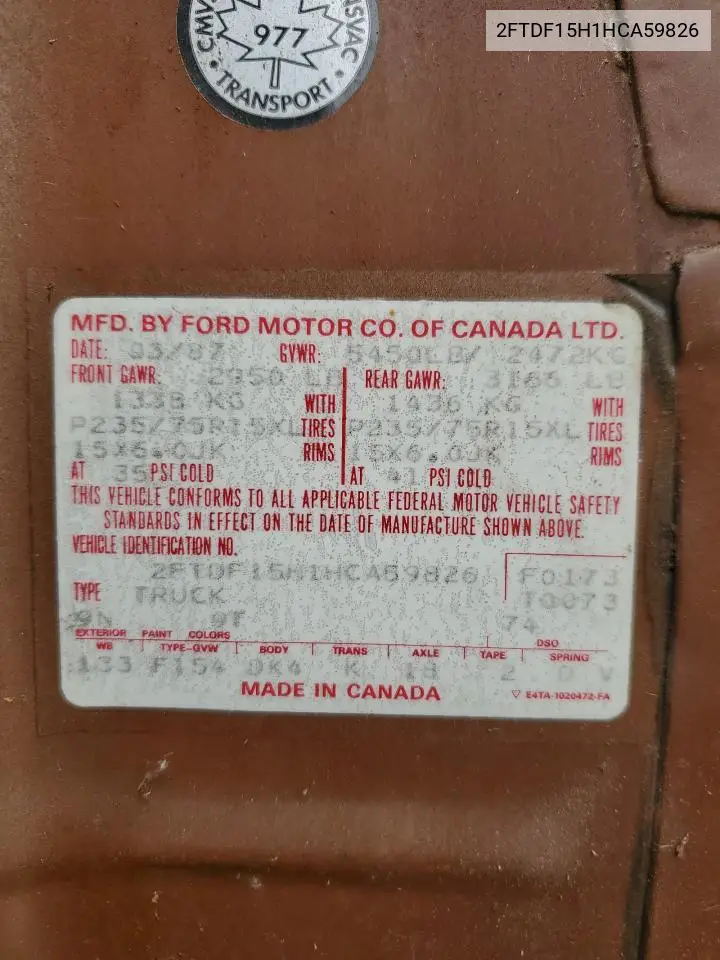 2FTDF15H1HCA59826
977
TRANSPORT
MFD. BY FORD MOTOR CO. OF CANADA LTD.
DATE: 03/87 GVWR: 5450LB/ 2472KG
FRONT GAWR: 2950 LB REAR GAWR: 3166 LB
1338 KG WITH 1436 KG WITH
P235/75R15XL TIRES P235/75R15XL TIRES
15X6.0JK RIMS 15X6.0JK RIMS
AT 35 PSI COLD AT 41 PSI COLD
THIS VEHICLE CONFORMS TO ALL APPLICABLE FEDERAL MOTOR VEHICLE SAFETY
STANDARDS IN EFFECT ON THE DATE OF MANUFACTURE SHOWN ABOVE.
VEHICLE IDENTIFICATION NO.
2FTDF15H1HCA59826 F0173
TYPE TRUCK T0073
9N 9T 74
EXTERIOR PAINT COLORS DSO
WB TYPE-GVW BODY TRANS AXLE TAPE SPRING
133 F154 K 18 2
MADE IN CANADA ▽ E4TA-1020472-FA